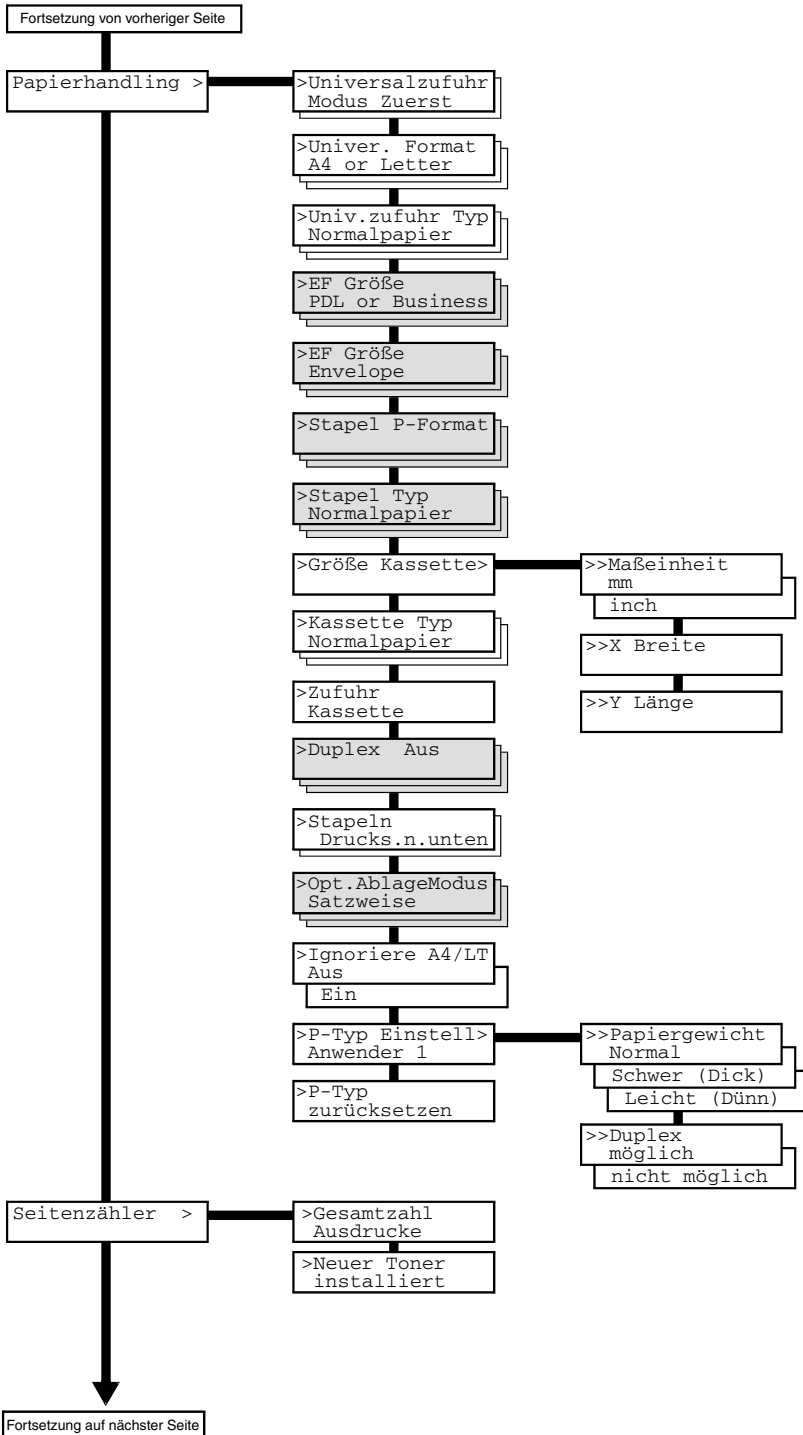 Fortsetzung von vorheriger Seite
Papierhandling >
>Universalzufuhr
Modus Zuerst
>Univer. Format
A4 or Letter
>Univ.zufuhr Typ
Normalpapier
>EF Größe
PDL or Business
>EF Größe
Envelope
>Stapel P-Format
>Stapel Typ
Normalpapier
>Größe Kassette>
>>Maßeinheit
mm
inch
>>X Breite
>>Y Länge
>Kassette Typ
Normalpapier
>Zufuhr
Kassette
>Duplex  Aus
>Stapeln
Drucks.n.unten
>Opt.AblageModus
Satzweise
>Ignoriere A4/LT
Aus
Ein
>P-Typ Einstell>
Anwender 1
>>Papiergewicht
Normal
Schwer (Dick)
Leicht (Dünn)
>>Duplex
möglich
nicht möglich
>P-Typ
zurücksetzen
Seitenzähler  >
>Gesamtzahl
Ausdrucke
>Neuer Toner
installiert
Fortsetzung auf nächster Seite